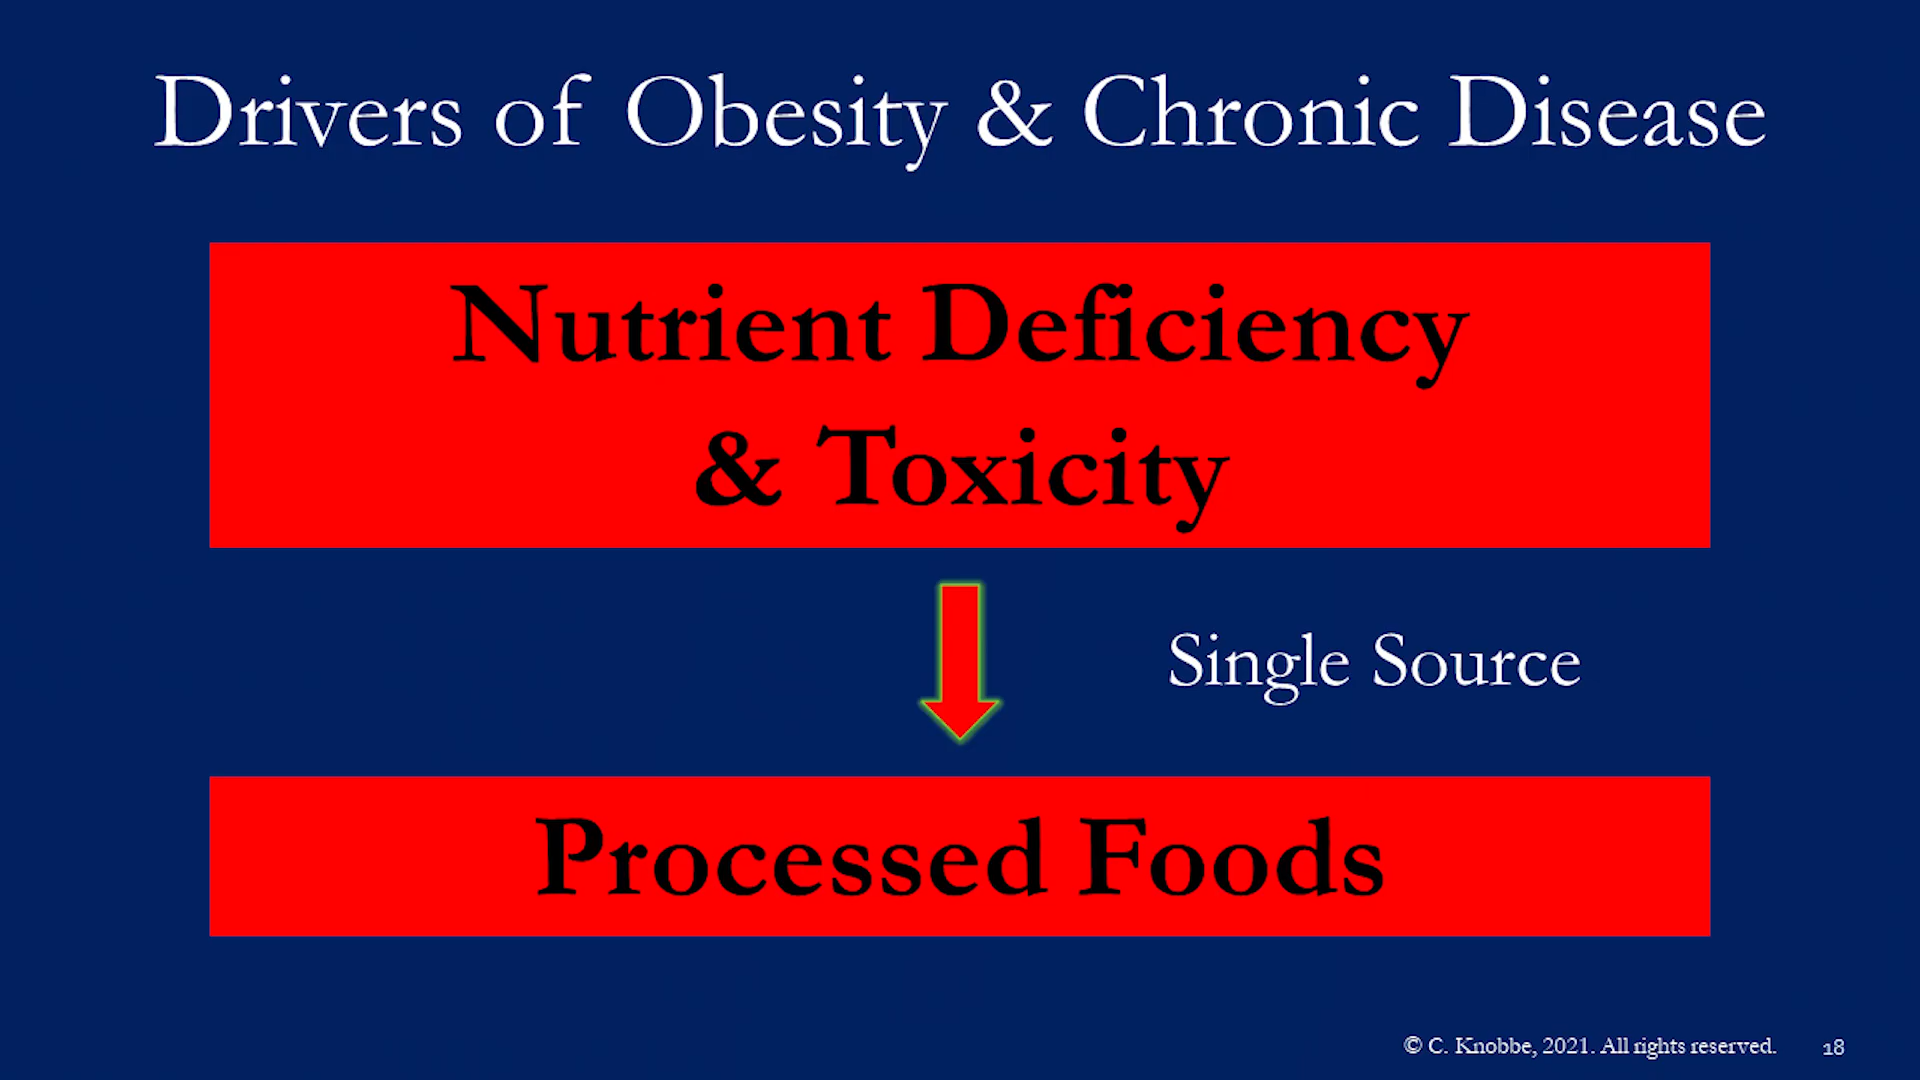 Drivers of Obesity & Chronic Disease
Nutrient Deficiency
& Toxicity
Single Source
Processed Foods
© C. Knobbe, 2021. All rights reserved. 18